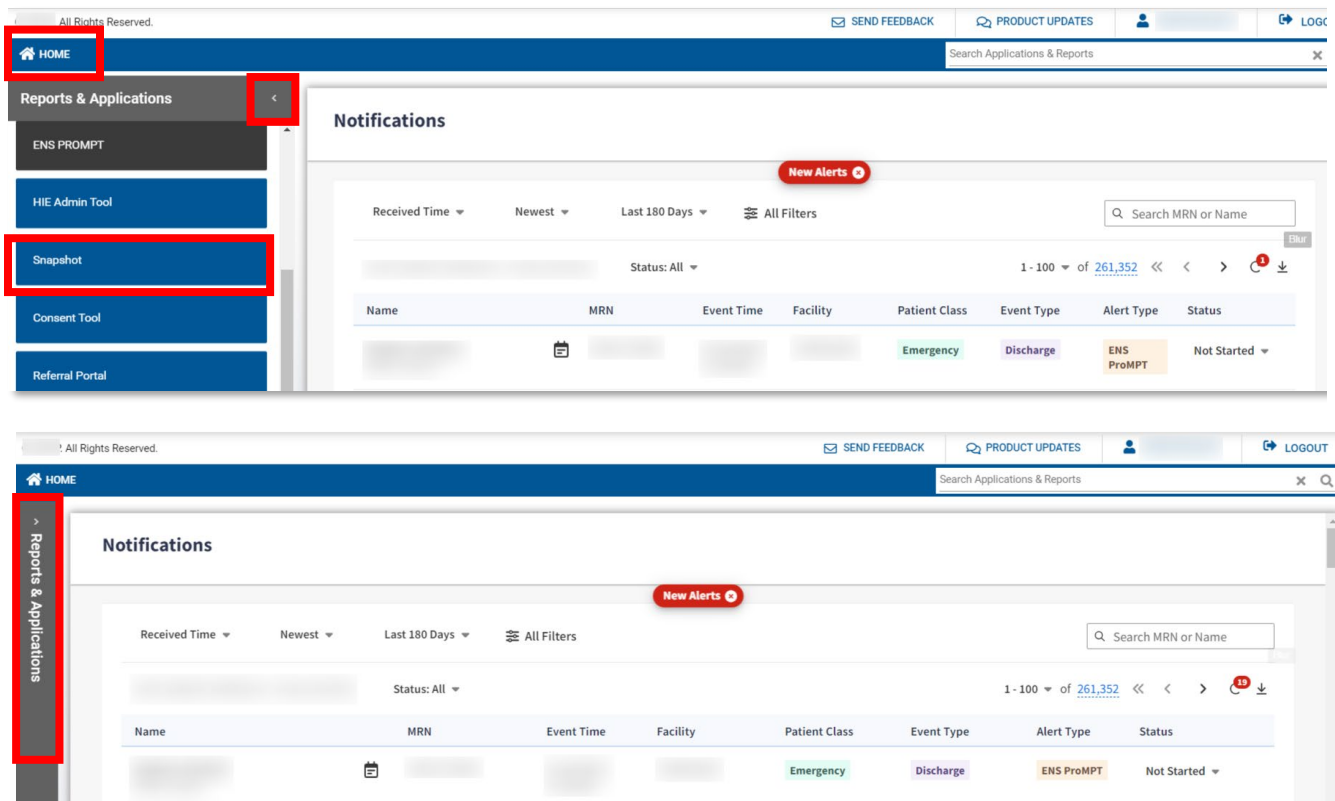 All Rights Reserved.
SEND FEEDBACK
PRODUCT UPDATES
HOME
Search Applications & Reports
Reports & Applications
ENS PROMPT
HIE Admin Tool
Snapshot
Consent Tool
Referral Portal
Notifications
New Alerts
Received Time Newest Last 180 Days All Filters
Search MRN or Name
Blur
Status: All
1 - 100 of 261,352
1
Name MRN Event Time Facility Patient Class Event Type Alert Type Status
Emergency Discharge ENS Not Started
ProMPT
All Rights Reserved.
SEND FEEDBACK
PRODUCT UPDATES
LOGOUT
HOME
Search Applications & Reports
Reports & Applications
Notifications
New Alerts
Received Time Newest Last 180 Days All Filters
Search MRN or Name
Status: All
1 - 100 of 261,352
19
Name MRN Event Time Facility Patient Class Event Type Alert Type Status
Emergency Discharge ENS ProMPT Not Started